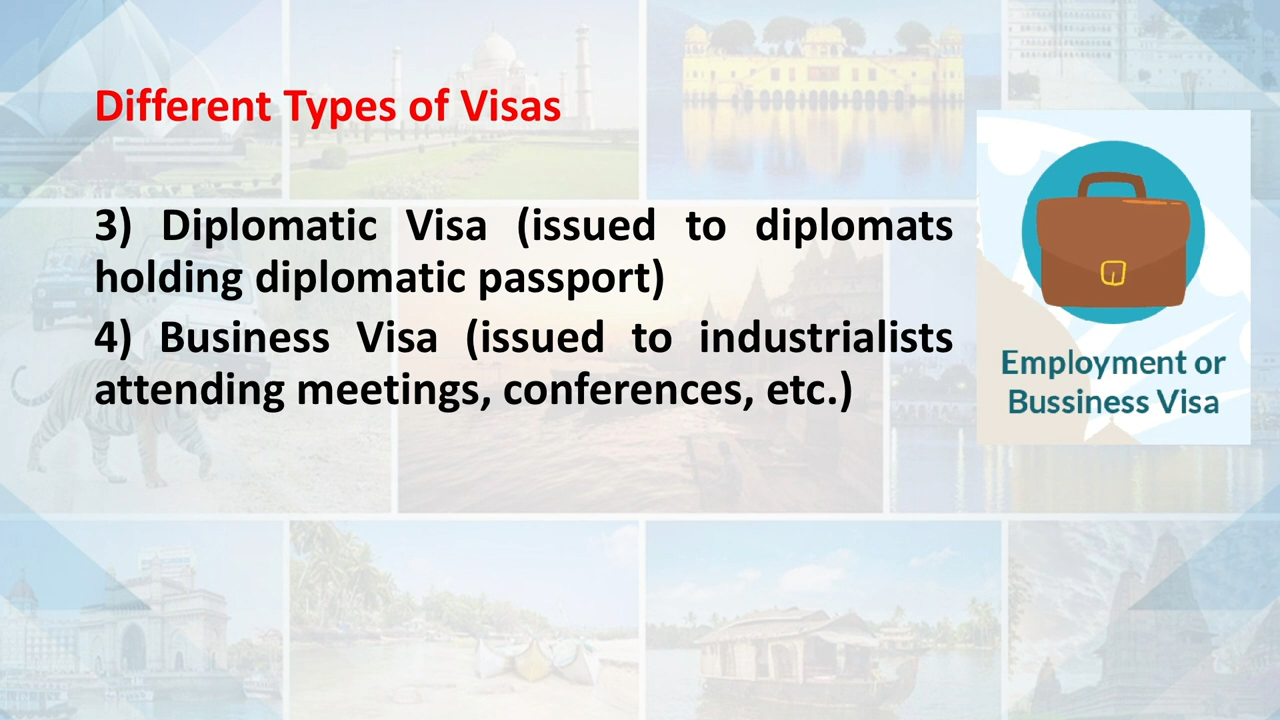 Different Types of Visas
3) Diplomatic Visa (issued to diplomats
holding diplomatic passport)
4) Business Visa (issued to industrialists
attending meetings, conferences, etc.)
Employment or
Bussiness Visa